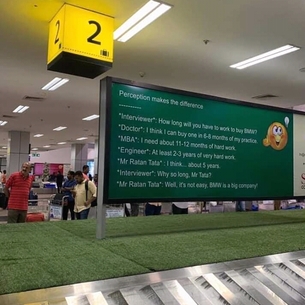 2
2
Perception makes the difference
----------
"Interviewer": How long will you have to work to buy BMW?
"Doctor": I think I can buy one in 6-8 months of my practice
"MBA": I need about 11-12 months of hard work.
"Engineer": At least 2-3 years of very hard work.
"Mr Ratan Tata" : I think... about 5 years.
"Interviewer": Why so long, Mr Tata?
"Mr Ratan Tata": Well, it's not easy. BMW is a big company!